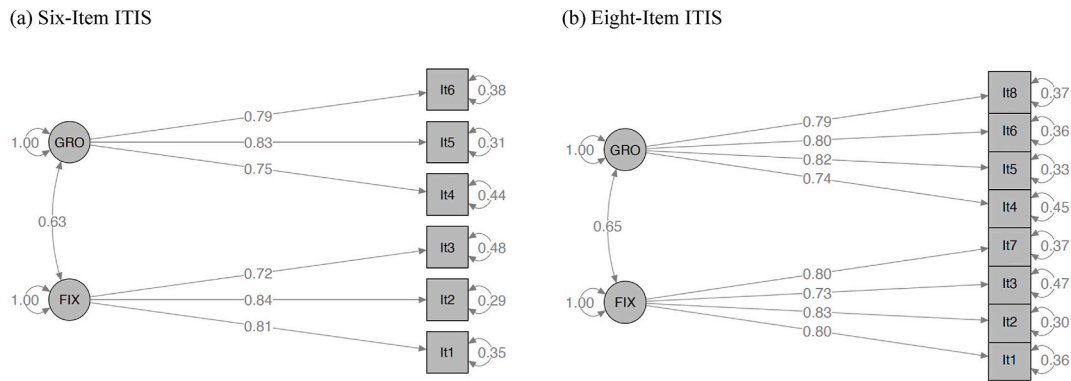 (a) Six-Item ITIS
It6
0.38
0.79
1.00
GRO
0.83
It5
0.31
0.75
It4
0.44
0.63
It3
0.48
0.72
1.00
FIX
0.84
It2
0.29
0.81
It1
0.35
(b) Eight-Item ITIS
It8
0.37
0.79
It6
0.36
0.80
1.00
GRO
0.82
It5
0.33
0.74
It4
0.45
0.65
It7
0.37
0.80
It3
0.47
0.73
1.00
FIX
0.83
It2
0.30
0.80
It1
0.36